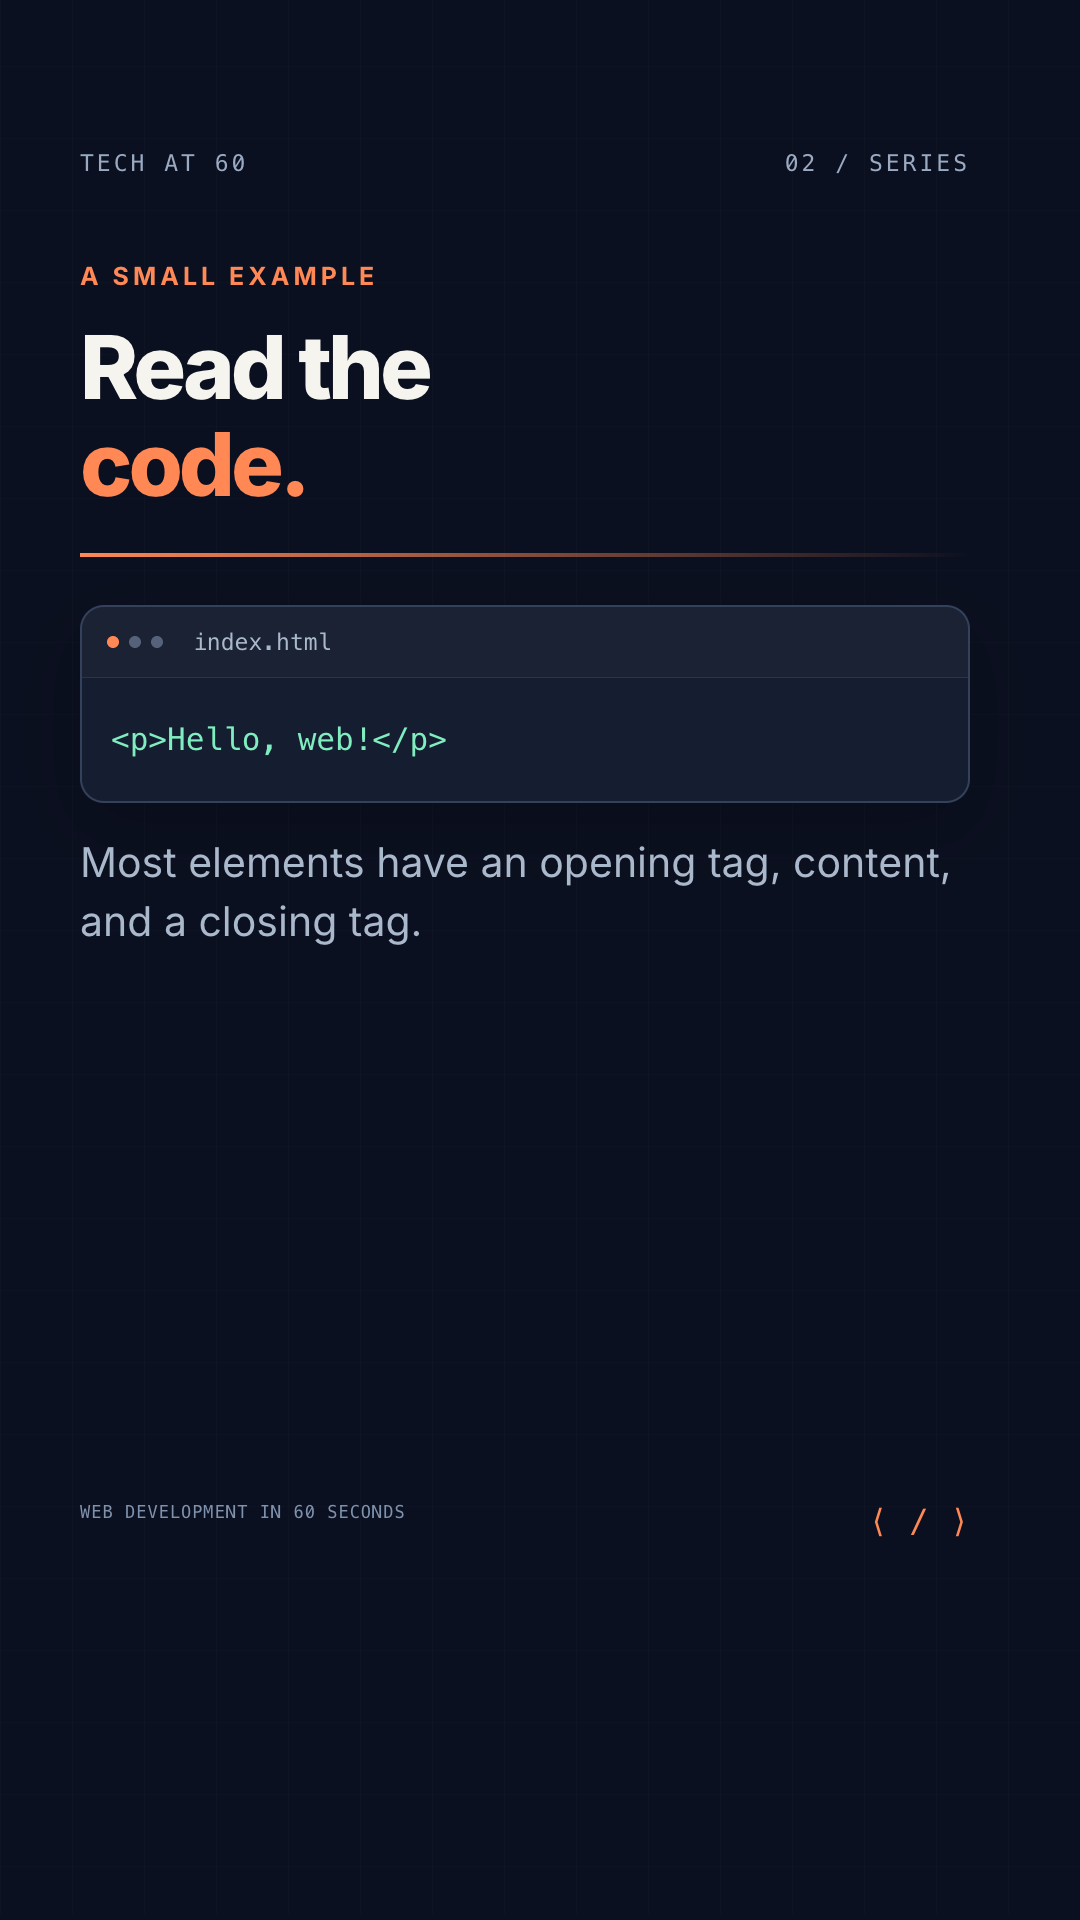 TECH AT 60
02 / SERIES
A SMALL EXAMPLE
Read the
code.
index.html
<p>Hello, web!</p>
Most elements have an opening tag, content,
and a closing tag.
WEB DEVELOPMENT IN 60 SECONDS
⟨ / ⟩